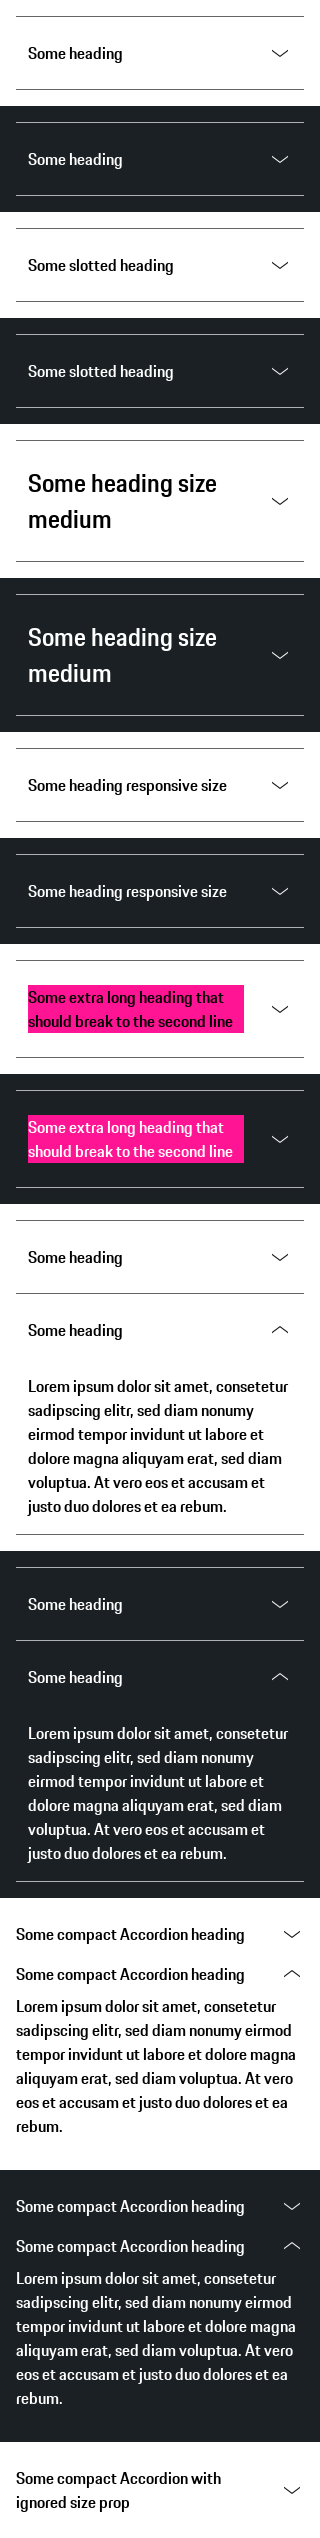 Some heading
Some heading
Some slotted heading
Some slotted heading
Some heading size
medium
Some heading size
medium
Some heading responsive size
Some heading responsive size
Some extra long heading that
should break to the second line
Some extra long heading that
should break to the second line
Some heading
Some heading
Lorem ipsum dolor sit amet, consetetur
sadipscing elitr, sed diam nonumy
eirmod tempor invidunt ut labore et
dolore magna aliquyam erat, sed diam
voluptua. At vero eos et accusam et
justo duo dolores et ea rebum.
Some heading
Some heading
Lorem ipsum dolor sit amet, consetetur
sadipscing elitr, sed diam nonumy
eirmod tempor invidunt ut labore et
dolore magna aliquyam erat, sed diam
voluptua. At vero eos et accusam et
justo duo dolores et ea rebum.
Some compact Accordion heading
Some compact Accordion heading
Lorem ipsum dolor sit amet, consetetur
sadipscing elitr, sed diam nonumy eirmod
tempor invidunt ut labore et dolore magna
aliquyam erat, sed diam voluptua. At vero
eos et accusam et justo duo dolores et ea
rebum.
Some compact Accordion heading
Some compact Accordion heading
Lorem ipsum dolor sit amet, consetetur
sadipscing elitr, sed diam nonumy eirmod
tempor invidunt ut labore et dolore magna
aliquyam erat, sed diam voluptua. At vero
eos et accusam et justo duo dolores et ea
rebum.
Some compact Accordion with
ignored size prop